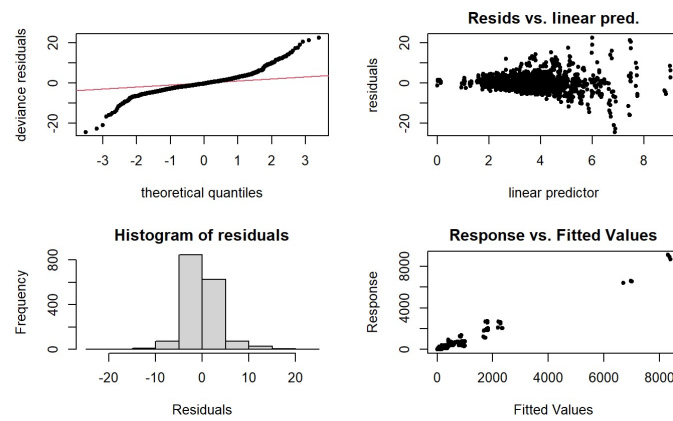 deviance residuals
20
0
-20
-3 -2 -1 0 1 2 3
theoretical quantiles
Resids vs. linear pred.
residuals
20
0
-20
0 2 4 6 8
linear predictor
Histogram of residuals
Frequency
800
400
0
-20 -10 0 10 20
Residuals
Response vs. Fitted Values
Response
8000
4000
0
0 2000 4000 6000 8000
Fitted Values